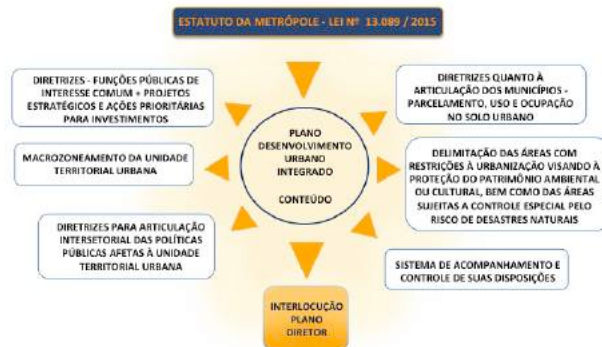 ESTATUTO DA METRÓPOLE - LEI Nº 13.089 / 2015
DIRETRIZES - FUNÇÕES PÚBLICAS DE
INTERESSE COMUM + PROJETOS
ESTRATÉGICOS E AÇÕES PRIORITÁRIAS
PARA INVESTIMENTOS
MACROZONEAMENTO DA UNIDADE
TERRITORIAL URBANA
DIRETRIZES PARA ARTICULAÇÃO
INTERSETORIAL DAS POLÍTICAS
PÚBLICAS AFETAS À UNIDADE
TERRITORIAL URBANA
PLANO
DESENVOLVIMENTO
URBANO
INTEGRADO
CONTEÚDO
DIRETRIZES QUANTO À
ARTICULAÇÃO DOS MUNICÍPIOS -
PARCELAMENTO, USO E OCUPAÇÃO
NO SOLO URBANO
DELIMITAÇÃO DAS ÁREAS COM
RESTRIÇÕES À URBANIZAÇÃO VISANDO À
PROTEÇÃO DO PATRIMÔNIO AMBIENTAL
OU CULTURAL, BEM COMO DAS ÁREAS
SUJEITAS A CONTROLE ESPECIAL PELO
RISCO DE DESASTRES NATURAIS
SISTEMA DE ACOMPANHAMENTO E
CONTROLE DE SUAS DISPOSIÇÕES
INTERLOCUÇÃO
PLANO
DIRETOR.